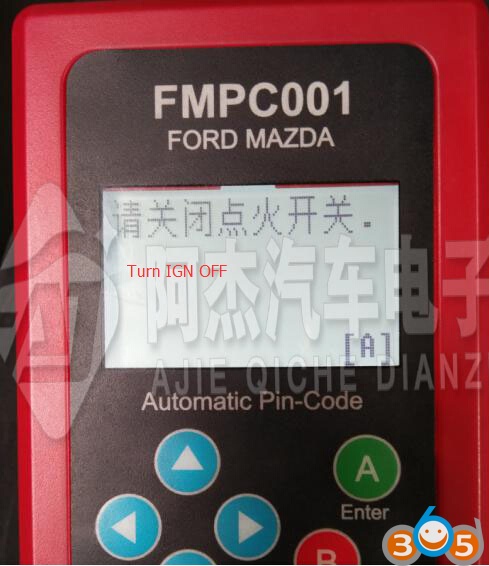 FMPC001
FORD MAZDA
请关闭点火开关.
Turn IGN OFF
阿杰汽车电子
[A]
AJIE QICHE DIANZ
Automatic Pin-Code
A
Enter
B
365